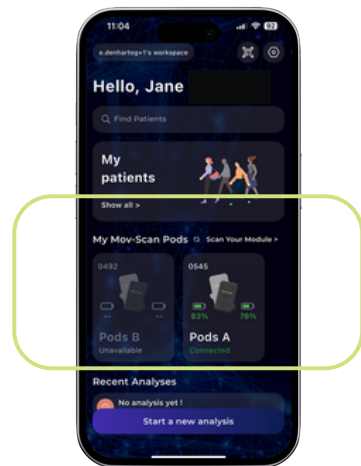 11:04
e.denhartog+1's workspace
Hello, Jane
Find Patients
My
patients
Show all >
My Mov-Scan Pods Scan Your Module >
0492 0545
-- -- 83% 76%
Pods B Pods A
Unavailable Connected
Recent Analyses
No analysis yet !
Start a new analysis